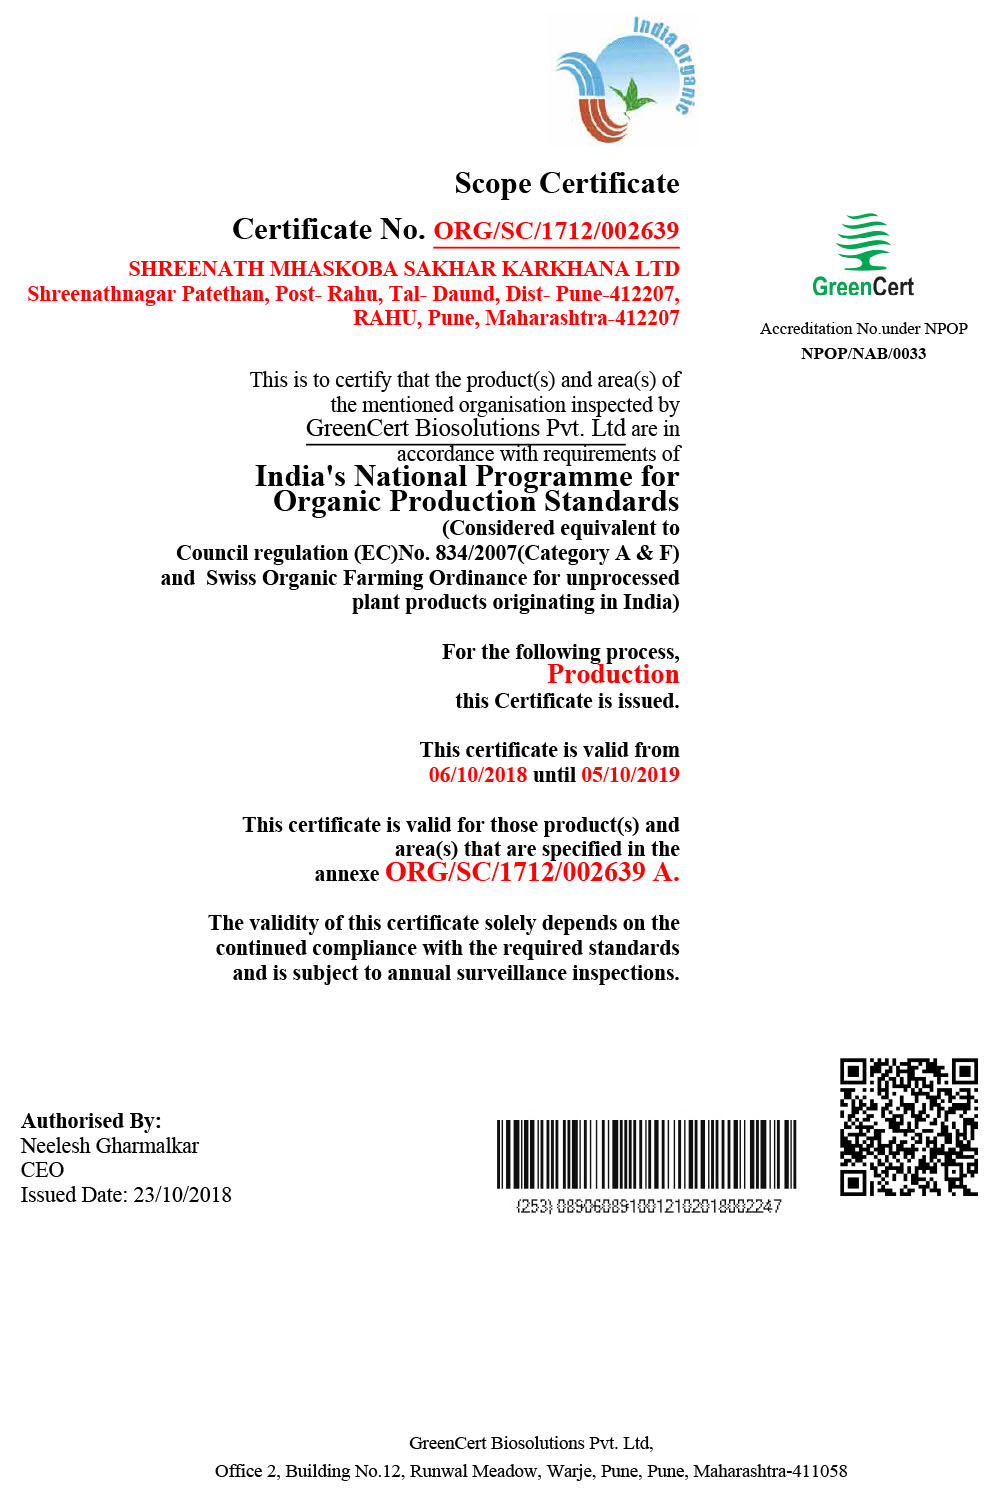 India Organic
Scope Certificate
Certificate No. ORG/SC/1712/002639
SHREENATH MHASKOBA SAKHAR KARKHANA LTD
Shreenathnagar Patethan, Post- Rahu, Tal- Daund, Dist- Pune-412207,
RAHU, Pune, Maharashtra-412207
GreenCert
Accreditation No.under NPOP
NPOP/NAB/0033
This is to certify that the product(s) and area(s) of
the mentioned organisation inspected by
GreenCert Biosolutions Pvt. Ltd are in
accordance with requirements of
India's National Programme for
Organic Production Standards
(Considered equivalent to
Council regulation (EC)No. 834/2007(Category A & F)
and  Swiss Organic Farming Ordinance for unprocessed
plant products originating in India)
For the following process,
Production
this Certificate is issued.
This certificate is valid from
06/10/2018 until 05/10/2019
This certificate is valid for those product(s) and
area(s) that are specified in the
annexe ORG/SC/1712/002639 A.
The validity of this certificate solely depends on the
continued compliance with the required standards
and is subject to annual surveillance inspections.
Authorised By:
Neelesh Gharmalkar
CEO
Issued Date: 23/10/2018
(253) 0890608910012102018002247
GreenCert Biosolutions Pvt. Ltd,
Office 2, Building No.12, Runwal Meadow, Warje, Pune, Pune, Maharashtra-411058